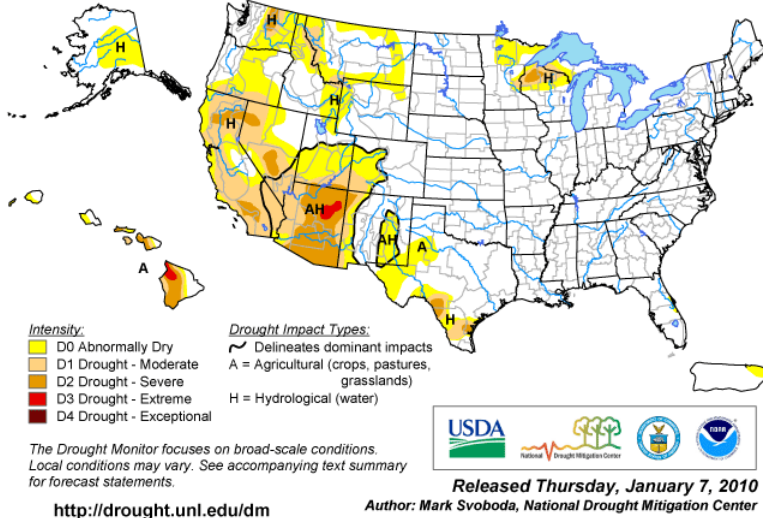 H
H
H
H
H
AH
AH
A
H
A
Intensity:
D0 Abnormally Dry
D1 Drought - Moderate
D2 Drought - Severe
D3 Drought - Extreme
D4 Drought - Exceptional
Drought Impact Types:
Delineates dominant impacts
A = Agricultural (crops, pastures,
grasslands)
H = Hydrological (water)
The Drought Monitor focuses on broad-scale conditions.
Local conditions may vary. See accompanying text summary
for forecast statements.
http://drought.unl.edu/dm
USDA
National Drought Mitigation Center
Released Thursday, January 7, 2010
Author: Mark Svoboda, National Drought Mitigation Center